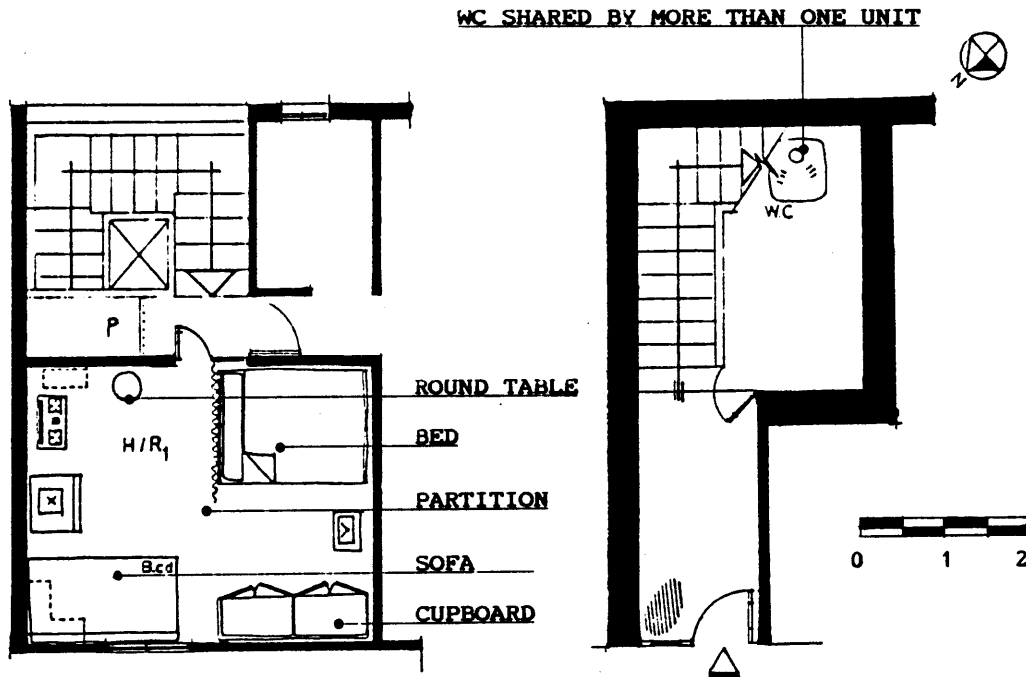 WC SHARED BY MORE THAN ONE UNIT
N
W.C
P
ROUND TABLE
H/R1
BED
PARTITION
B.cd
SOFA
CUPBOARD
0 1 2